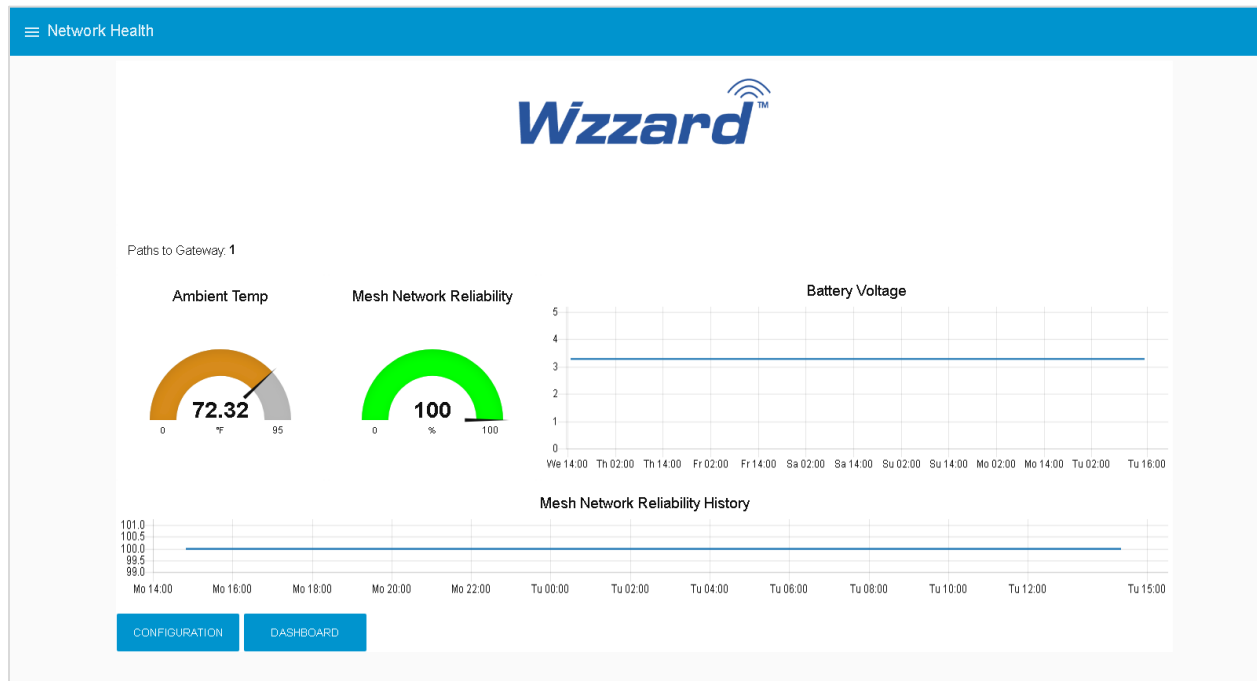 Network Health
Wzzard™
Paths to Gateway: 1
Ambient Temp
72.32
0 °F 95
Mesh Network Reliability
100
0 % 100
Battery Voltage
5
4
3
2
1
0
We 14:00 Th 02:00 Th 14:00 Fr 02:00 Fr 14:00 Sa 02:00 Sa 14:00 Su 02:00 Su 14:00 Mo 02:00 Mo 14:00 Tu 02:00 Tu 16:00
Mesh Network Reliability History
101.0
100.5
100.0
99.5
99.0
Mo 14:00 Mo 16:00 Mo 18:00 Mo 20:00 Mo 22:00 Tu 00:00 Tu 02:00 Tu 04:00 Tu 06:00 Tu 08:00 Tu 10:00 Tu 12:00 Tu 15:00
CONFIGURATION DASHBOARD